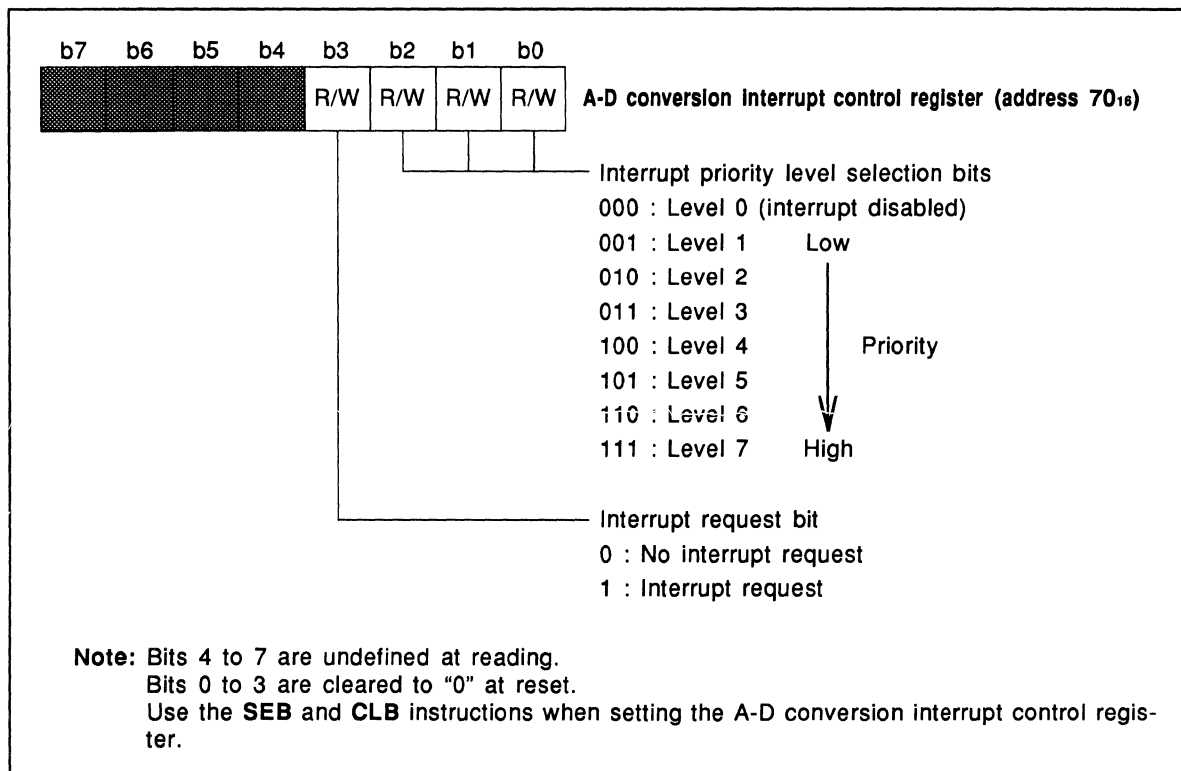 b7 b6 b5 b4 b3 b2 b1 b0
R/W R/W R/W R/W A-D conversion interrupt control register (address 70₁₆)
Interrupt priority level selection bits
000 : Level 0 (interrupt disabled)
001 : Level 1 Low
010 : Level 2
011 : Level 3
100 : Level 4 Priority
101 : Level 5
110 : Level 6
111 : Level 7 High
Interrupt request bit
0 : No interrupt request
1 : Interrupt request
Note: Bits 4 to 7 are undefined at reading.
Bits 0 to 3 are cleared to “0” at reset.
Use the SEB and CLB instructions when setting the A-D conversion interrupt control regis-
ter.